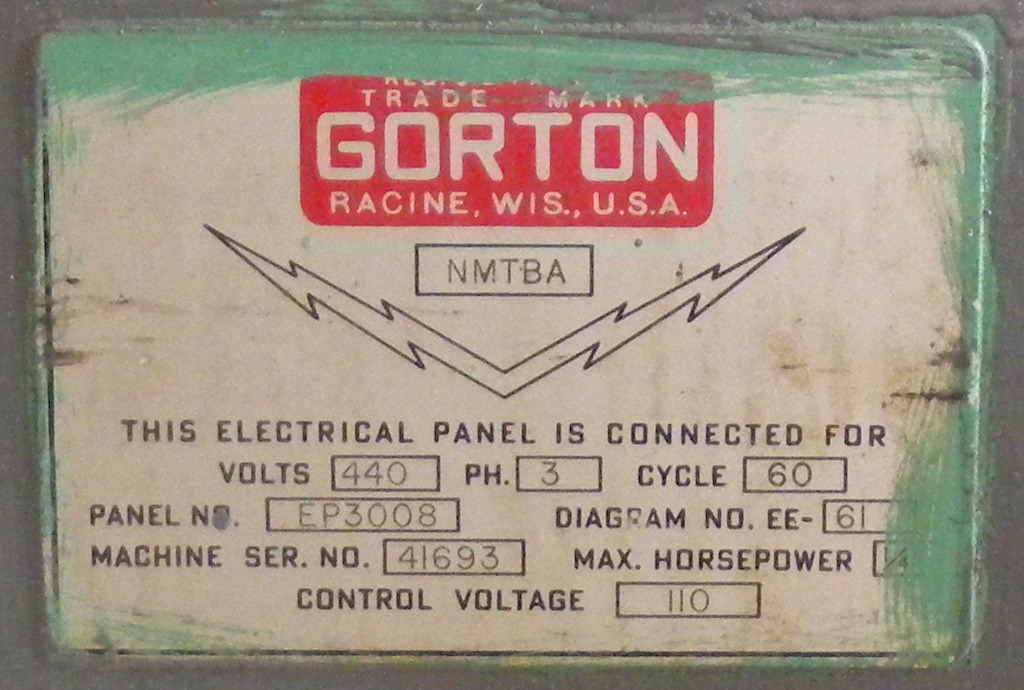 TRADE MARK
GORTON
RACINE, WIS., U.S.A.
NMTBA
THIS ELECTRICAL PANEL IS CONNECTED FOR
VOLTS 440 PH. 3 CYCLE 60
PANEL NO. EP3008 DIAGRAM NO. EE-61
MACHINE SER. NO. 41693 MAX. HORSEPOWER
CONTROL VOLTAGE 110